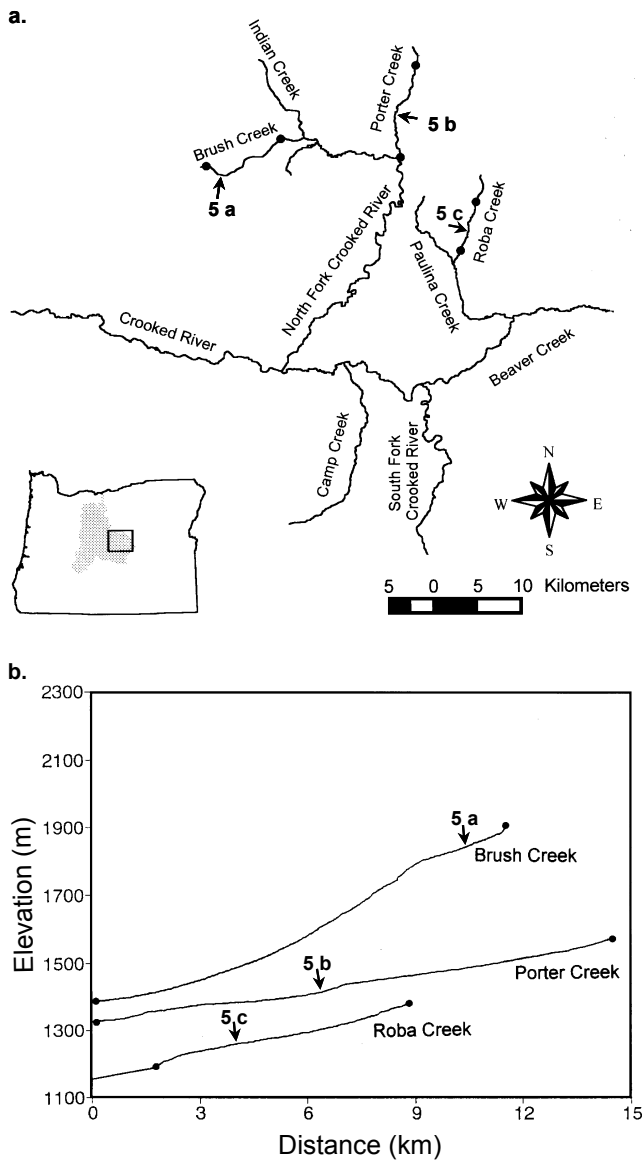 a.
Indian Creek
Porter Creek
5 b
Brush Creek
5 a
5 c
Roba Creek
North Fork Crooked River
Paulina Creek
Crooked River
Beaver Creek
Camp Creek
South Fork
Crooked River
N
W
E
S
5 0 5 10 Kilometers
b.
2300
2100
1900
1700
1500
1300
1100
Elevation (m)
5 a
Brush Creek
5 b
Porter Creek
5 c
Roba Creek
0 3 6 9 12 15
Distance (km)